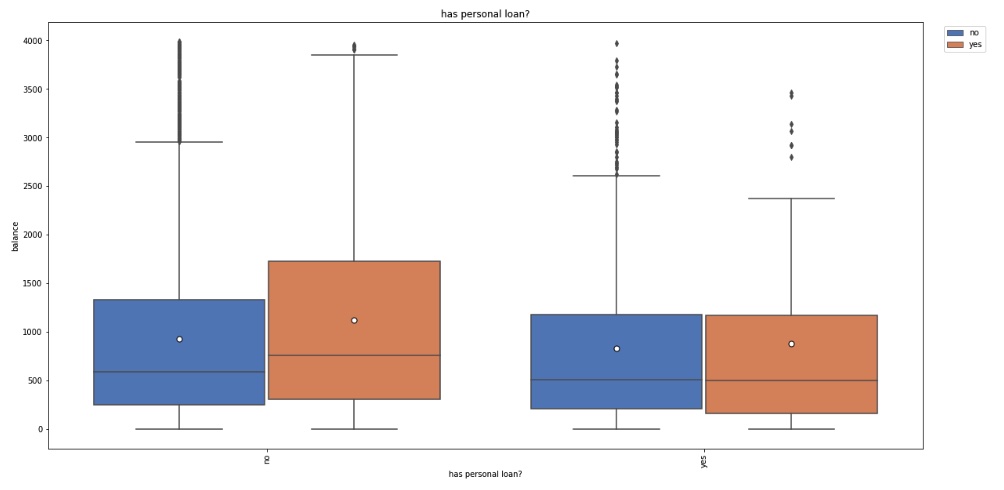 has personal loan?
no
yes
4000
3500
3000
2500
2000
1500
1000
500
0
balance
no
yes
has personal loan?